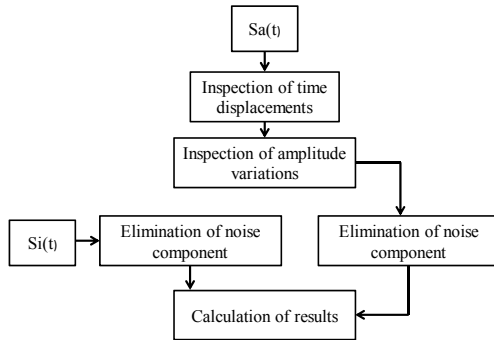 Sa(t)
Inspection of time
displacements
Inspection of amplitude
variations
Si(t)
Elimination of noise
component
Elimination of noise
component
Calculation of results